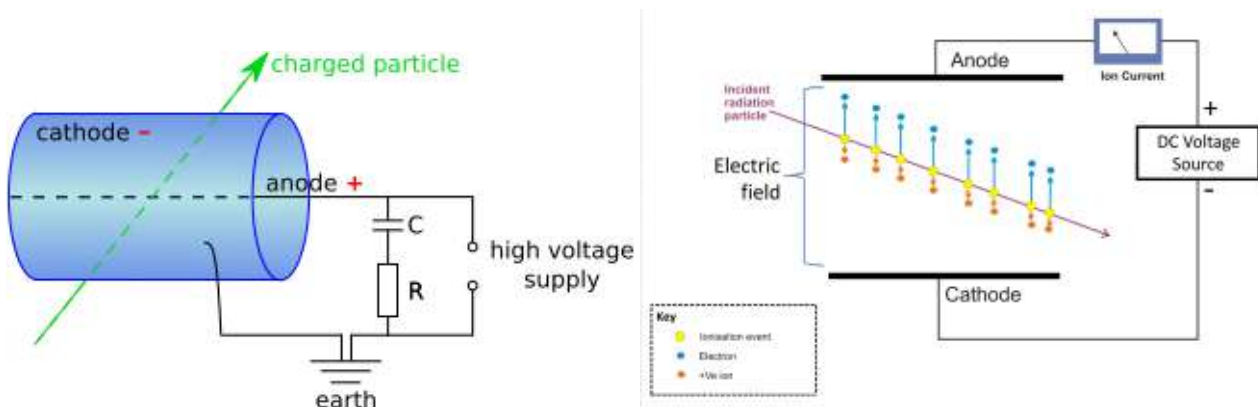 charged particle
cathode -
anode +
C
R
high voltage
supply
earth
Anode
Ion Current
Incident
radiation
particle
Electric
field
+
DC Voltage
Source
-
Cathode
Key
Ionisation event
Electron
+Ve ion